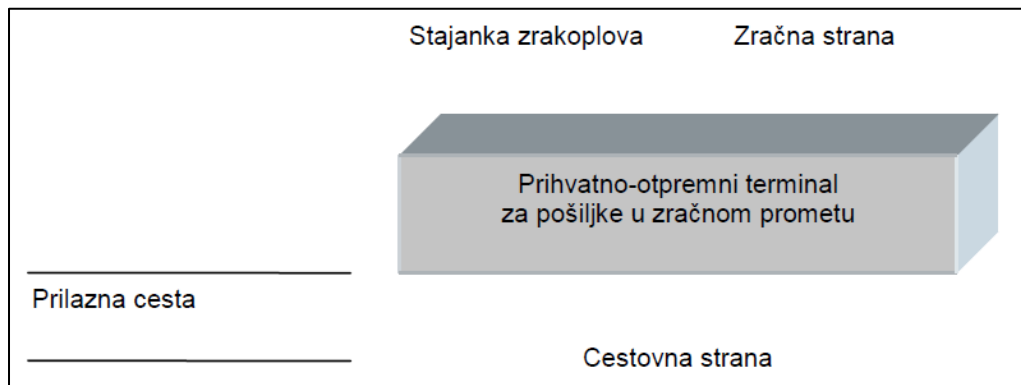 Stajanka zrakoplova
Zračna strana
Prihvatno-otpremni terminal
za pošiljke u zračnom prometu
Prilazna cesta
Cestovna strana